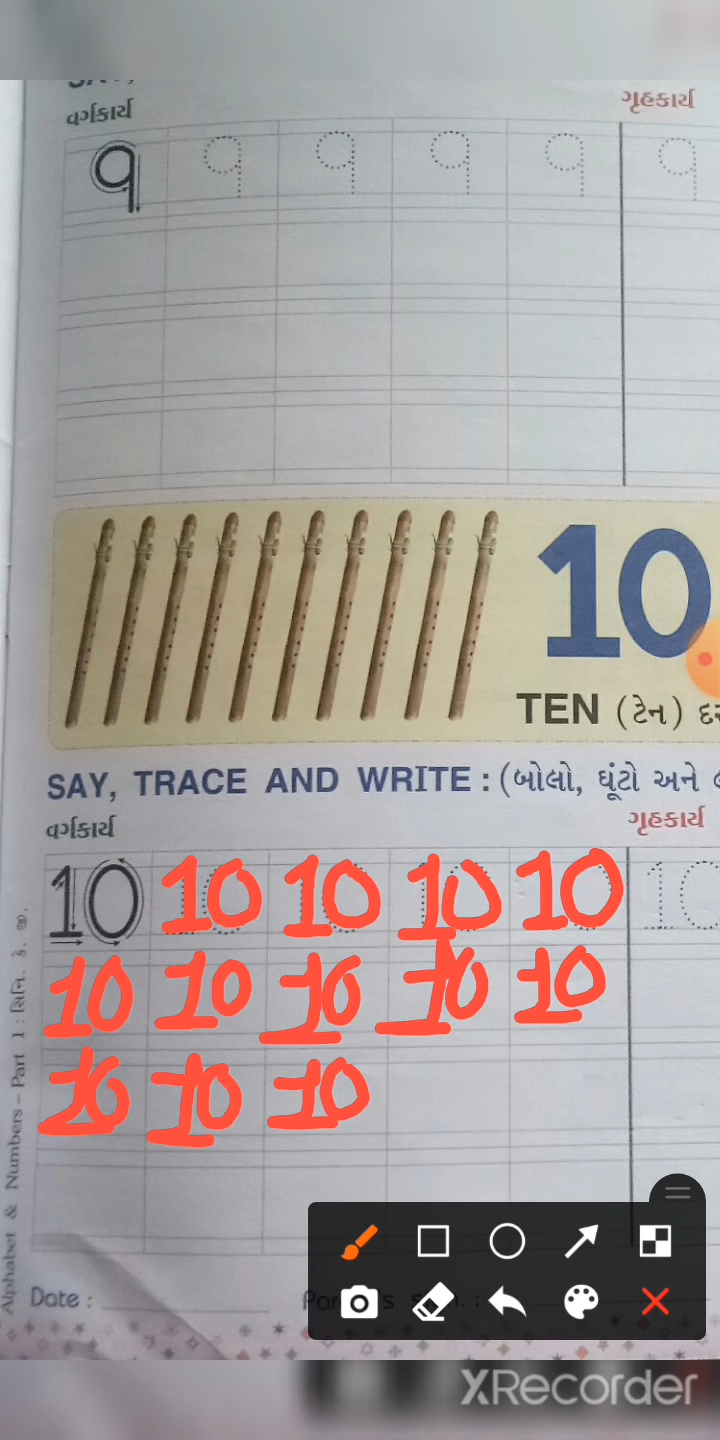 વર્ગકાર્ય ગૃહકાર્ય
9 9 9 9 9 9
10
TEN (ટેન)
SAY, TRACE AND WRITE : (બોલો, ઘૂંટો અને
વર્ગકાર્ય ગૃહકાર્ય
10 10 10 10 10 10
10 10 10 10 10
10 10 10
Alphabet & Numbers – Part 1 : સિનિ. કે. જી.
Date :
XRecorder